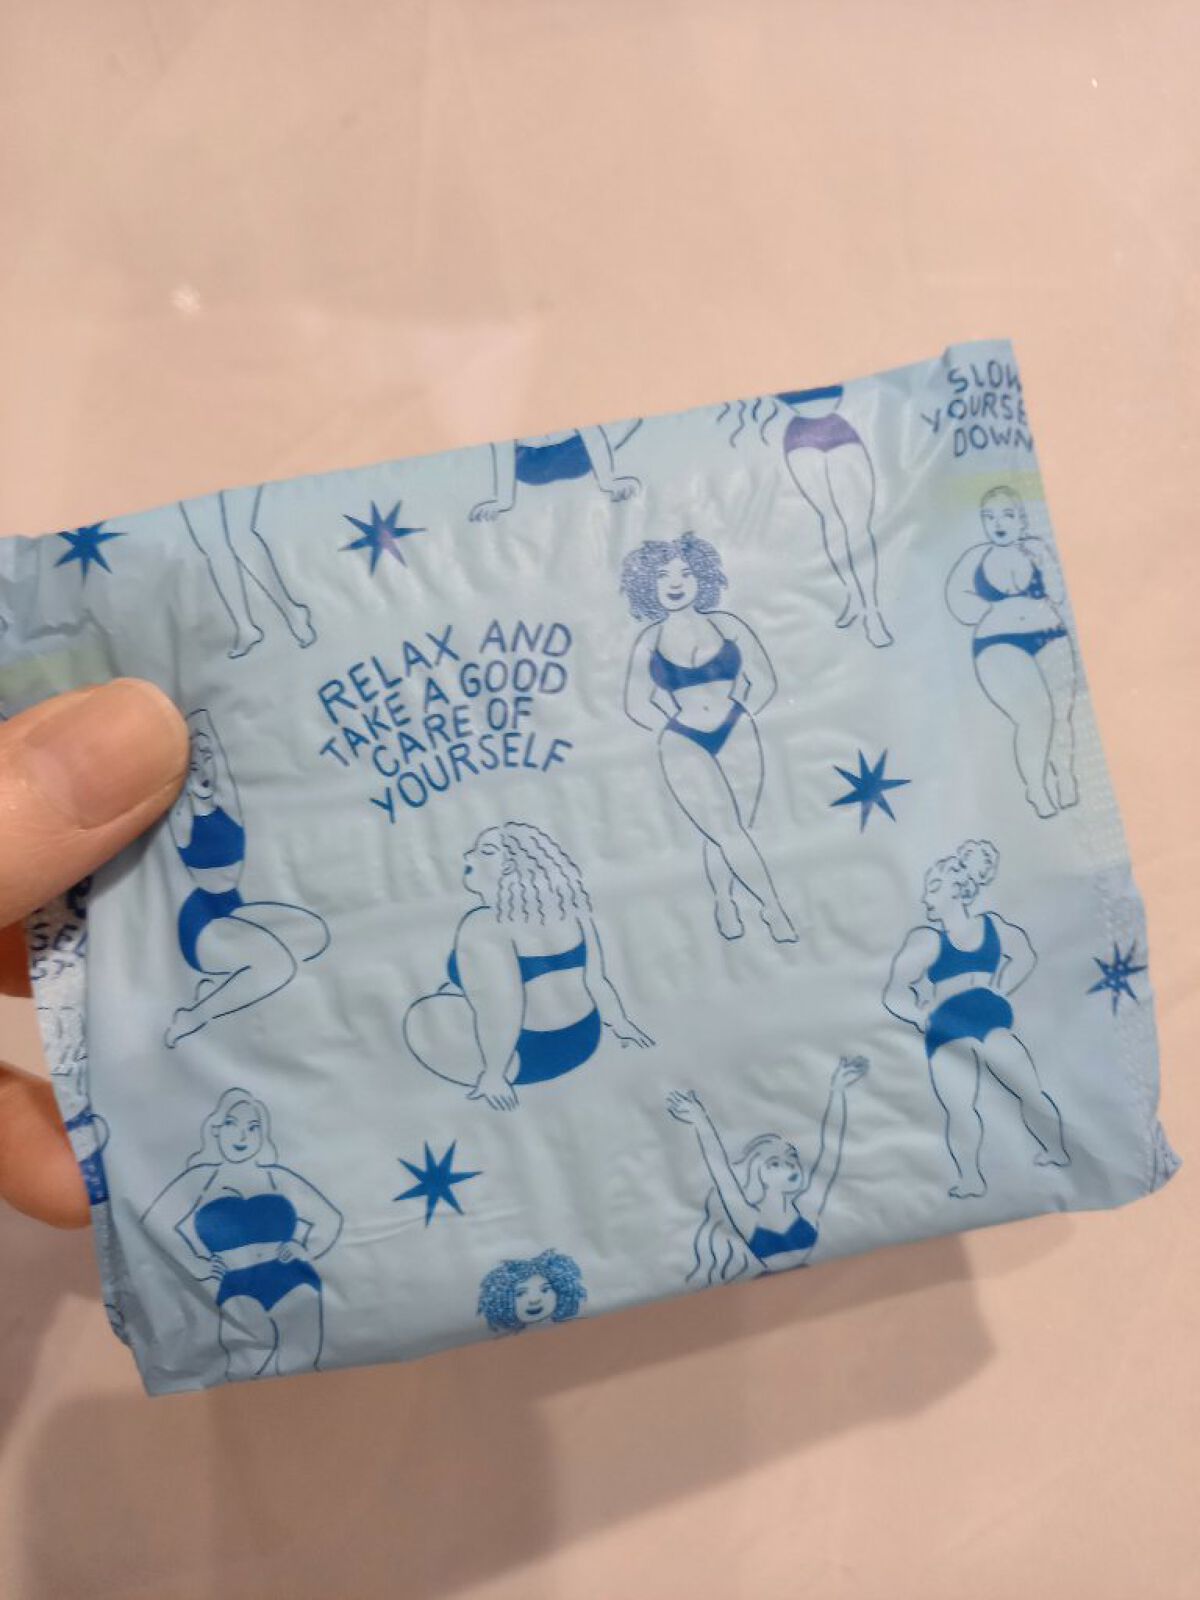 SLOW
YOURSE
DOWN
RELAX AND
TAKE A GOOD
CARE OF
YOURSELF